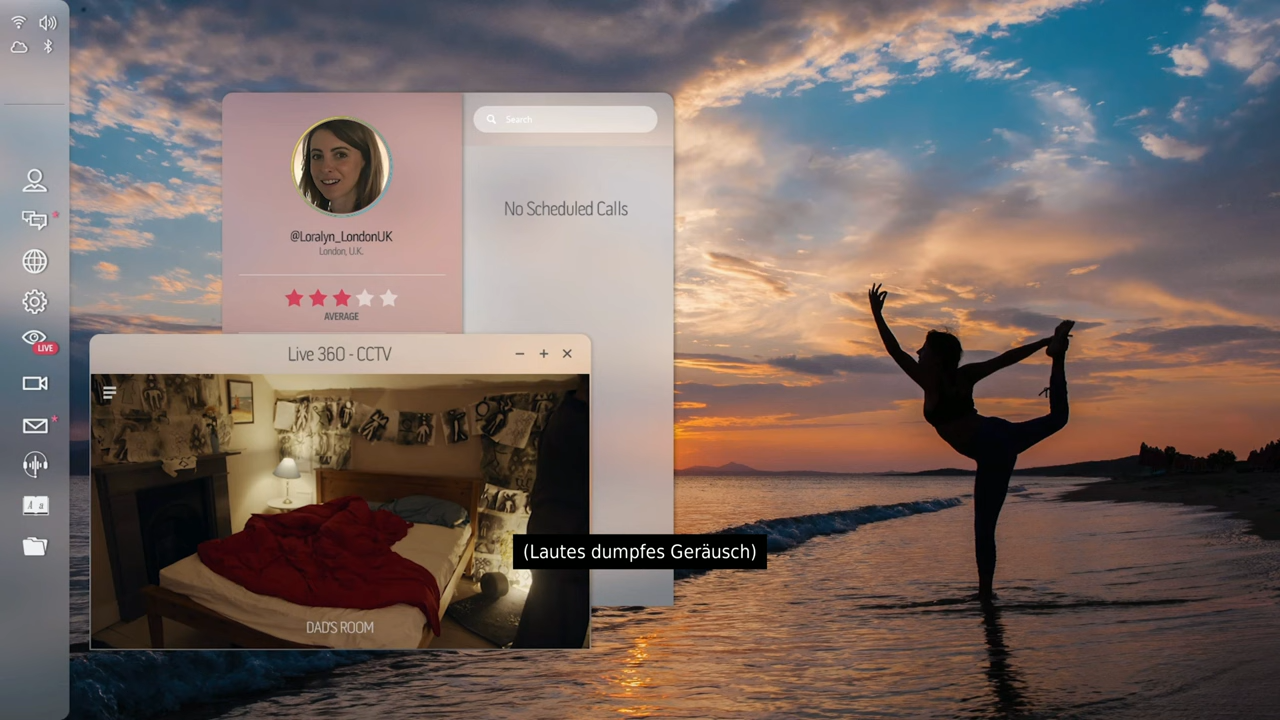 Search
No Scheduled Calls
@Loralyn_LondonUK
London, U.K.
AVERAGE
LIVE
Live 360 - CCTV
A a
(Lautes dumpfes Geräusch)
DAD'S ROOM